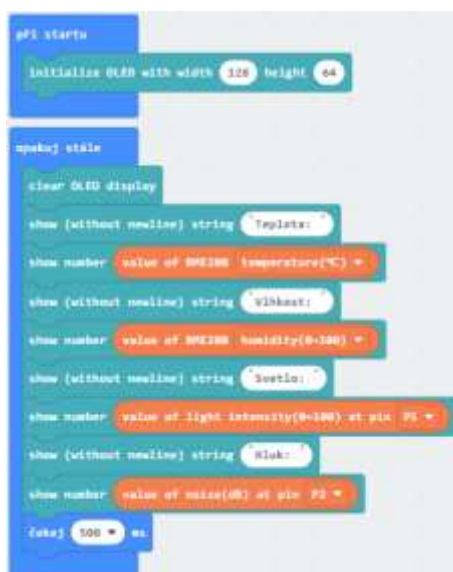 při startu
initialize OLED with width 128 height 64
opakuj stále
clear OLED display
show (without newline) string "Teplota: "
show number value of BME280 temperature(℃)
show (without newline) string "Vlhkost: "
show number value of BME280 humidity(0~100)
show (without newline) string "Svetlo: "
show number value of light intensity(0~100) at pin
show (without newline) string "Hluk: "
show number value of noise(dB) at pin
čekej 500 ms